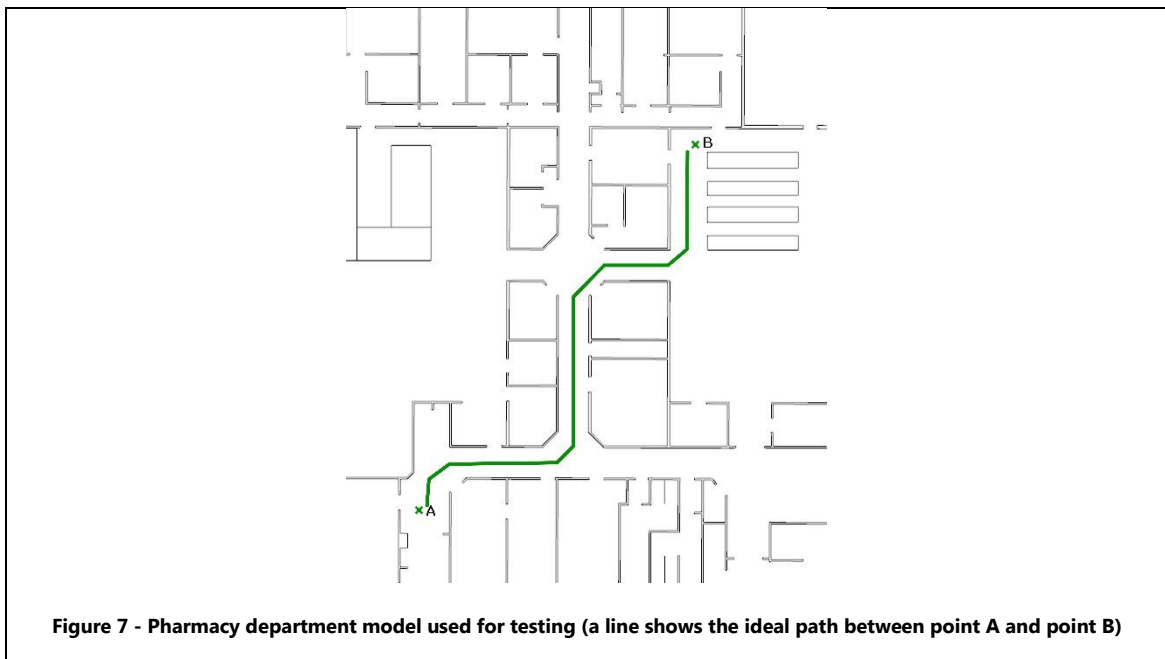 B
A
Figure 7 - Pharmacy department model used for testing (a line shows the ideal path between point A and point B)